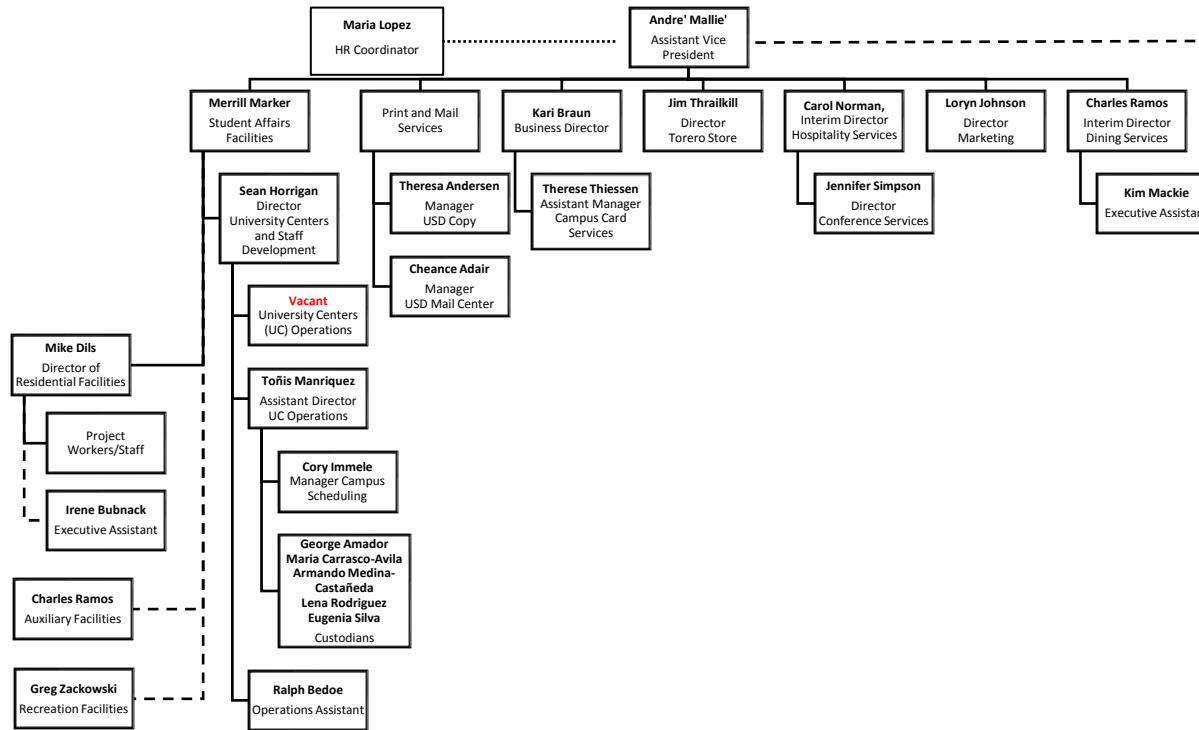 Maria Lopez
HR Coordinator
Andre' Mallie'
Assistant Vice
President
Merrill Marker
Student Affairs
Facilities
Print and Mail
Services
Kari Braun
Business Director
Jim Thrailkill
Director
Torero Store
Carol Norman,
Interim Director
Hospitality Services
Loryn Johnson
Director
Marketing
Charles Ramos
Interim Director
Dining Services
Sean Horrigan
Director
University Centers
and Staff
Development
Theresa Andersen
Manager
USD Copy
Therese Thiessen
Assistant Manager
Campus Card
Services
Jennifer Simpson
Director
Conference Services
Kim Mackie
Executive Assistant
Cheance Adair
Manager
USD Mail Center
Vacant
University Centers
(UC) Operations
Mike Dils
Director of
Residential Facilities
Toñis Manriquez
Assistant Director
UC Operations
Project
Workers/Staff
Cory Immele
Manager Campus
Scheduling
Irene Bubnack
Executive Assistant
George Amador
Maria Carrasco-Avila
Armando Medina-
Castañeda
Lena Rodriguez
Eugenia Silva
Custodians
Charles Ramos
Auxiliary Facilities
Greg Zackowski
Recreation Facilities
Ralph Bedoe
Operations Assistant